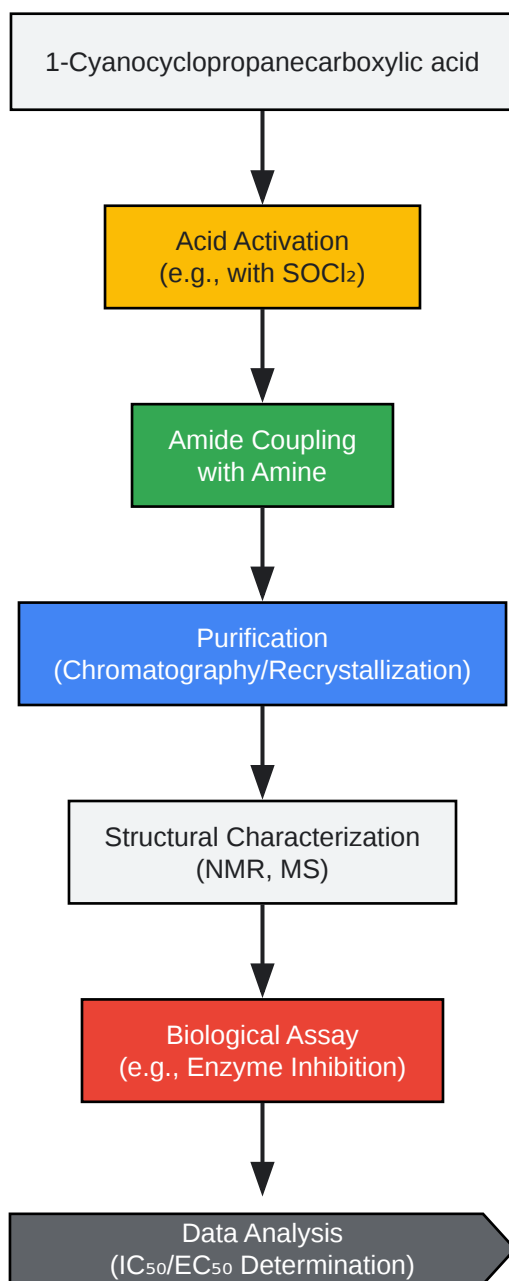 1-Cyanocyclopropanecarboxylic acid
Acid Activation
(e.g., with SOCl₂)
Amide Coupling
with Amine
Purification
(Chromatography/Recrystallization)
Structural Characterization
(NMR, MS)
Biological Assay
(e.g., Enzyme Inhibition)
Data Analysis
(IC₅₀/EC₅₀ Determination)